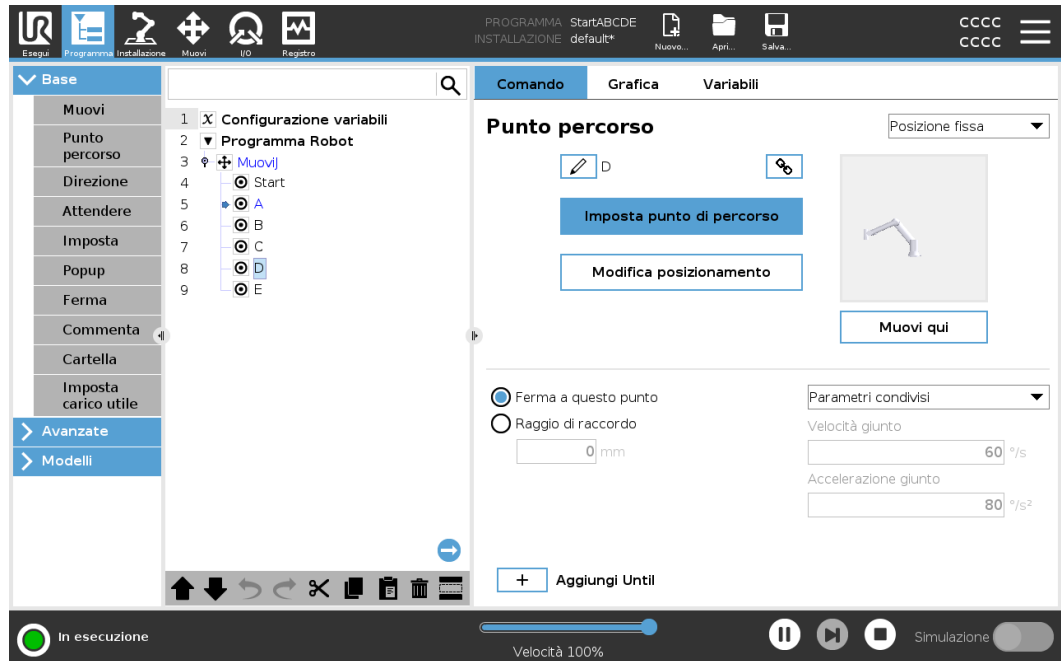 PROGRAMMA StartABCDE
INSTALLAZIONE default*
CCCC
CCCC
Esegui
Programma
Installazione
Muovi
I/O
Registro
Nuovo...
Apri...
Salva...
Base
Muovi
Punto
percorso
Direzione
Attendere
Imposta
Popup
Ferma
Commenta
Cartella
Imposta
carico utile
Avanzate
Modelli
1 x Configurazione variabili
2 Programma Robot
3 MuoviJ
4 Start
5 A
6 B
7 C
8 D
9 E
Comando
Grafica
Variabili
Punto percorso
Posizione fissa
D
Imposta punto di percorso
Modifica posizionamento
Muovi qui
Ferma a questo punto
Raggio di raccordo
0 mm
Parametri condivisi
Velocità giunto
60 °/s
Accelerazione giunto
80 °/s²
+ Aggiungi Until
In esecuzione
Velocità 100%
Simulazione